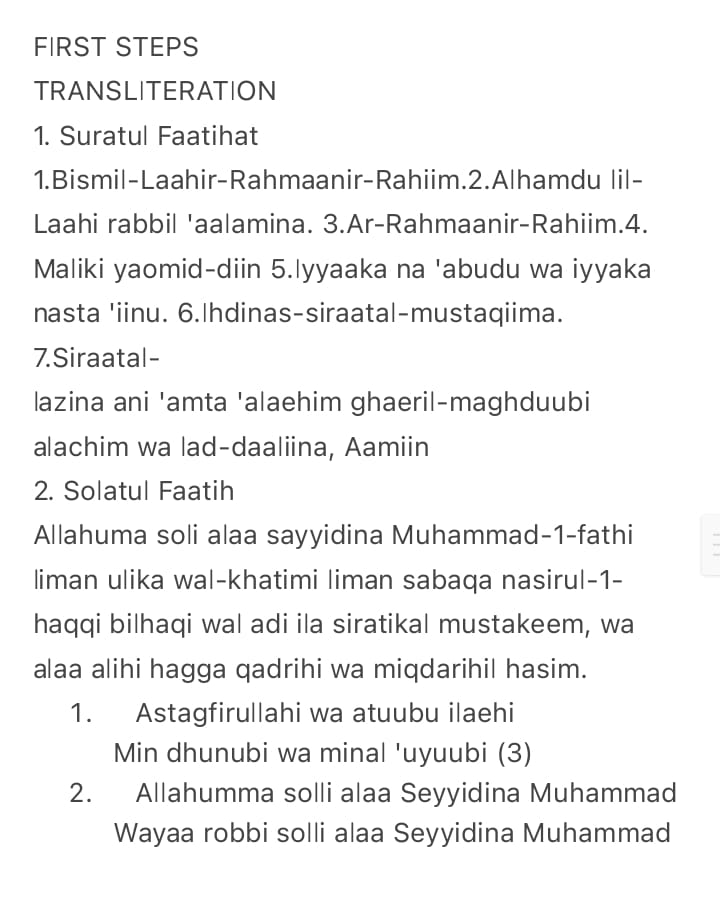 FIRST STEPS
TRANSLITERATION
1. Suratul Faatihat
1.Bismil-Laahir-Rahmaanir-Rahiim.2.Alhamdu lil-
Laahi rabbil 'aalamina. 3.Ar-Rahmaanir-Rahiim.4.
Maliki yaomid-diin 5.Iyyaaka na 'abudu wa iyyaka
nasta 'iinu. 6.Ihdinas-siraatal-mustaqiima.
7.Siraatal-
lazina ani 'amta 'alaehim ghaeril-maghduubi
alachim wa lad-daaliina, Aamiin
2. Solatul Faatih
Allahuma soli alaa sayyidina Muhammad-1-fathi
liman ulika wal-khatimi liman sabaqa nasirul-1-
haqqi bilhaqi wal adi ila siratikal mustakeem, wa
alaa alihi hagga qadrihi wa miqdarihil hasim.
1. Astagfirullahi wa atuubu ilaehi
Min dhunubi wa minal 'uyuubi (3)
2. Allahumma solli alaa Seyyidina Muhammad
Wayaa robbi solli alaa Seyyidina Muhammad